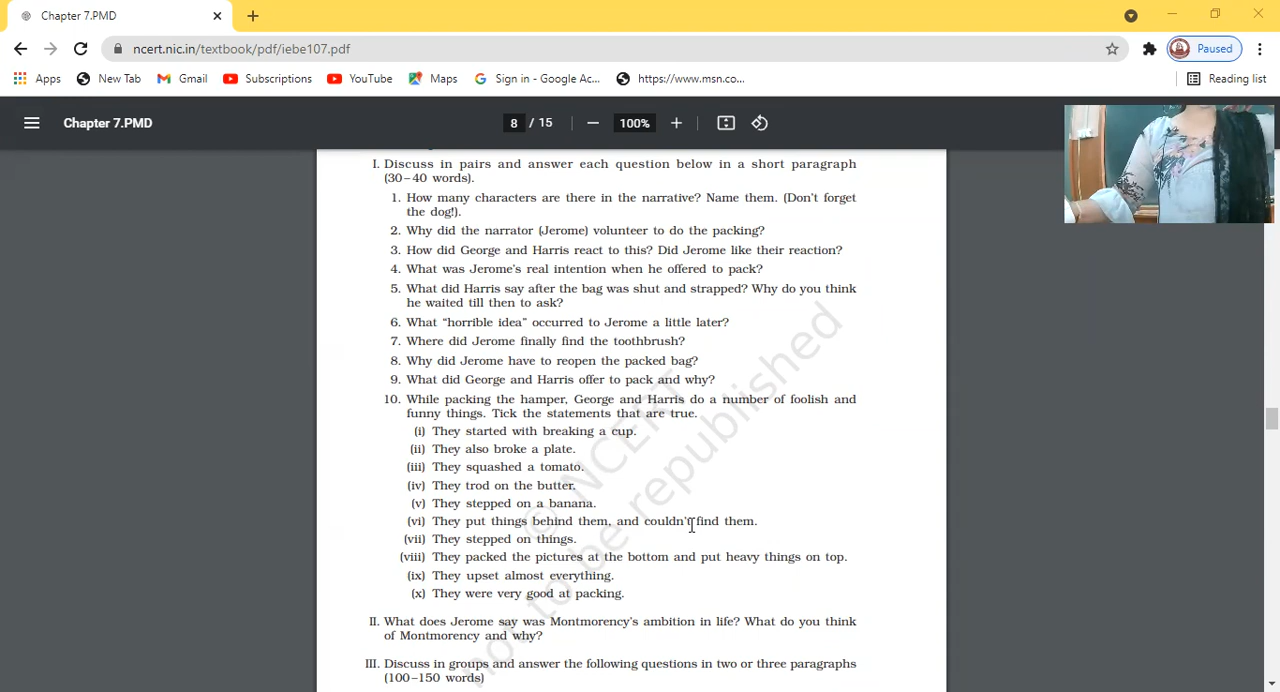 Chapter 7.PMD
ncert.nic.in/textbook/pdf/iebe107.pdf
Paused
Apps New Tab Gmail Subscriptions YouTube Maps Sign in - Google Ac... https://www.msn.co... Reading list
Chapter 7.PMD 8 / 15 100%
I. Discuss in pairs and answer each question below in a short paragraph
(30–40 words).
1. How many characters are there in the narrative? Name them. (Don't forget
the dog!).
2. Why did the narrator (Jerome) volunteer to do the packing?
3. How did George and Harris react to this? Did Jerome like their reaction?
4. What was Jerome's real intention when he offered to pack?
5. What did Harris say after the bag was shut and strapped? Why do you think
he waited till then to ask?
6. What “horrible idea” occurred to Jerome a little later?
7. Where did Jerome finally find the toothbrush?
8. Why did Jerome have to reopen the packed bag?
9. What did George and Harris offer to pack and why?
10. While packing the hamper, George and Harris do a number of foolish and
funny things. Tick the statements that are true.
(i) They started with breaking a cup.
(ii) They also broke a plate.
(iii) They squashed a tomato.
(iv) They trod on the butter.
(v) They stepped on a banana.
(vi) They put things behind them, and couldn't find them.
(vii) They stepped on things.
(viii) They packed the pictures at the bottom and put heavy things on top.
(ix) They upset almost everything.
(x) They were very good at packing.
II. What does Jerome say was Montmorency's ambition in life? What do you think
of Montmorency and why?
III. Discuss in groups and answer the following questions in two or three paragraphs
(100–150 words)
© NCERT
not to be republished